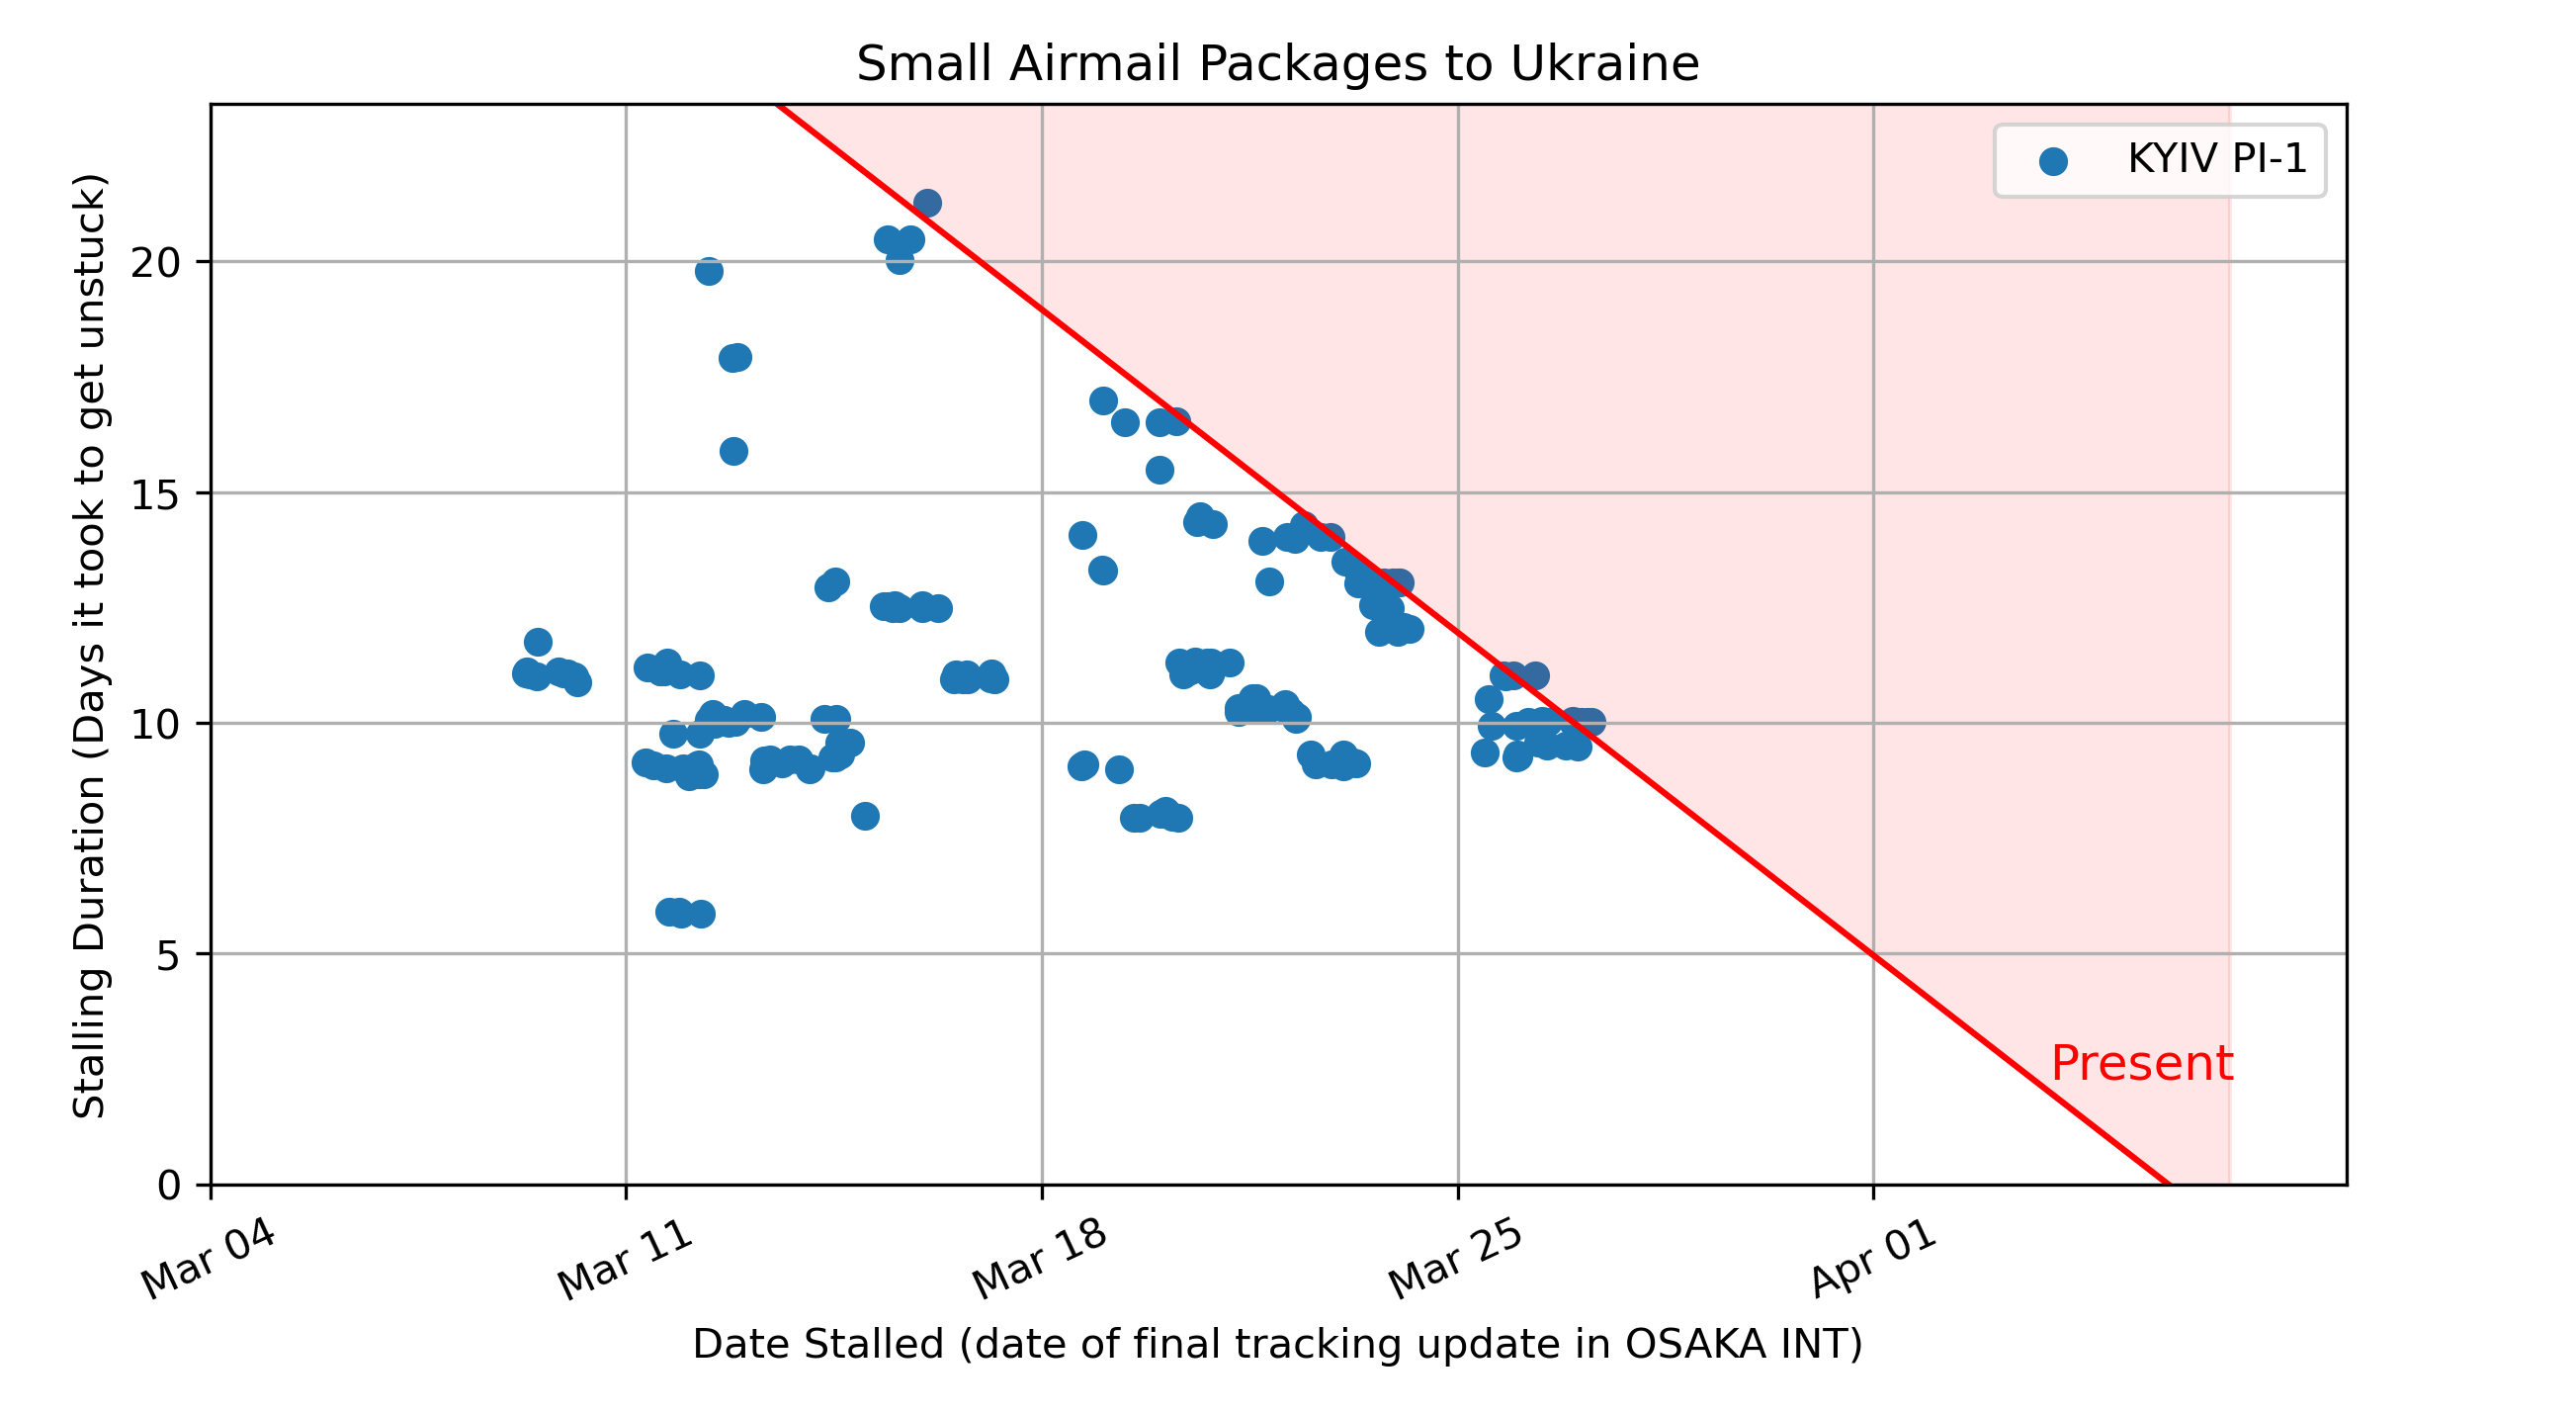 Small Airmail Packages to Ukraine
KYIV PI-1
Stalling Duration (Days it took to get unstuck)
20
15
10
5
0
Present
Mar 04
Mar 11
Mar 18
Mar 25
Apr 01
Date Stalled (date of final tracking update in OSAKA INT)